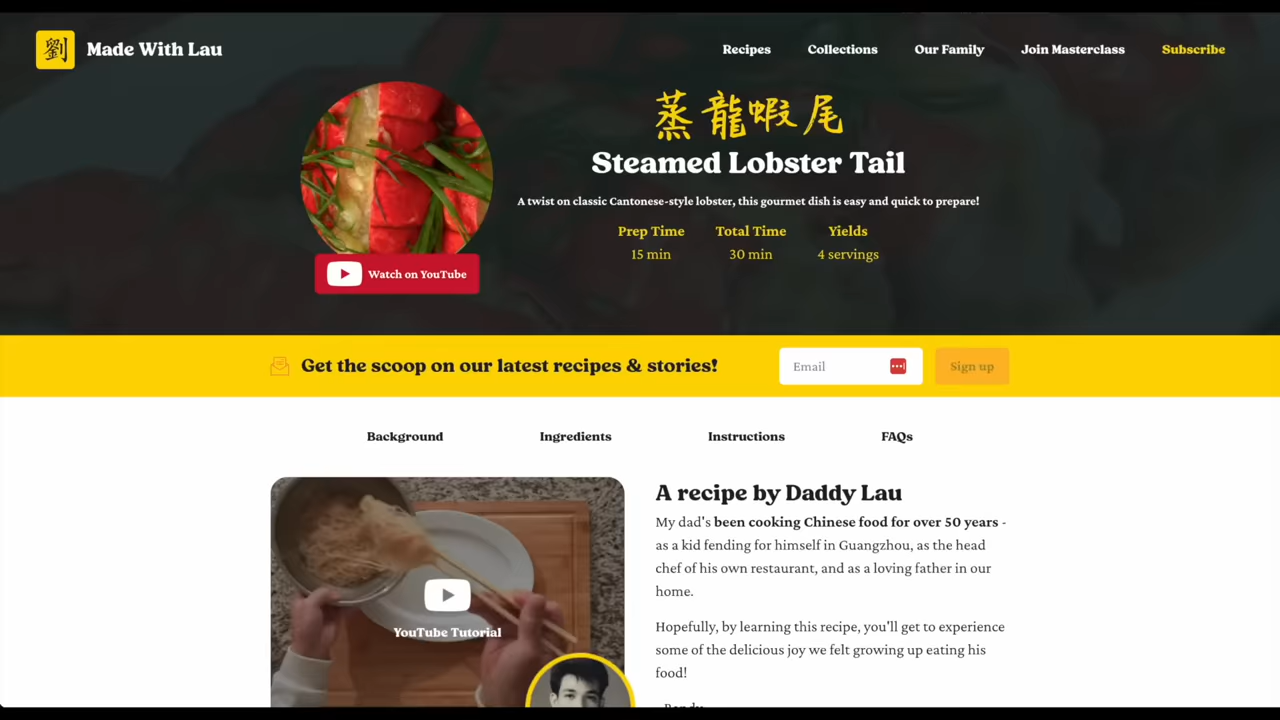 劉
Made With Lau
Recipes
Collections
Our Family
Join Masterclass
Subscribe
蒸龍蝦尾
Steamed Lobster Tail
A twist on classic Cantonese-style lobster, this gourmet dish is easy and quick to prepare!
Prep Time
Total Time
Yields
15 min
30 min
4 servings
Watch on YouTube
Get the scoop on our latest recipes & stories!
Email
Sign up
Background
Ingredients
Instructions
FAQs
YouTube Tutorial
A recipe by Daddy Lau
My dad's been cooking Chinese food for over 50 years -
as a kid fending for himself in Guangzhou, as the head
chef of his own restaurant, and as a loving father in our
home.
Hopefully, by learning this recipe, you'll get to experience
some of the delicious joy we felt growing up eating his
food!